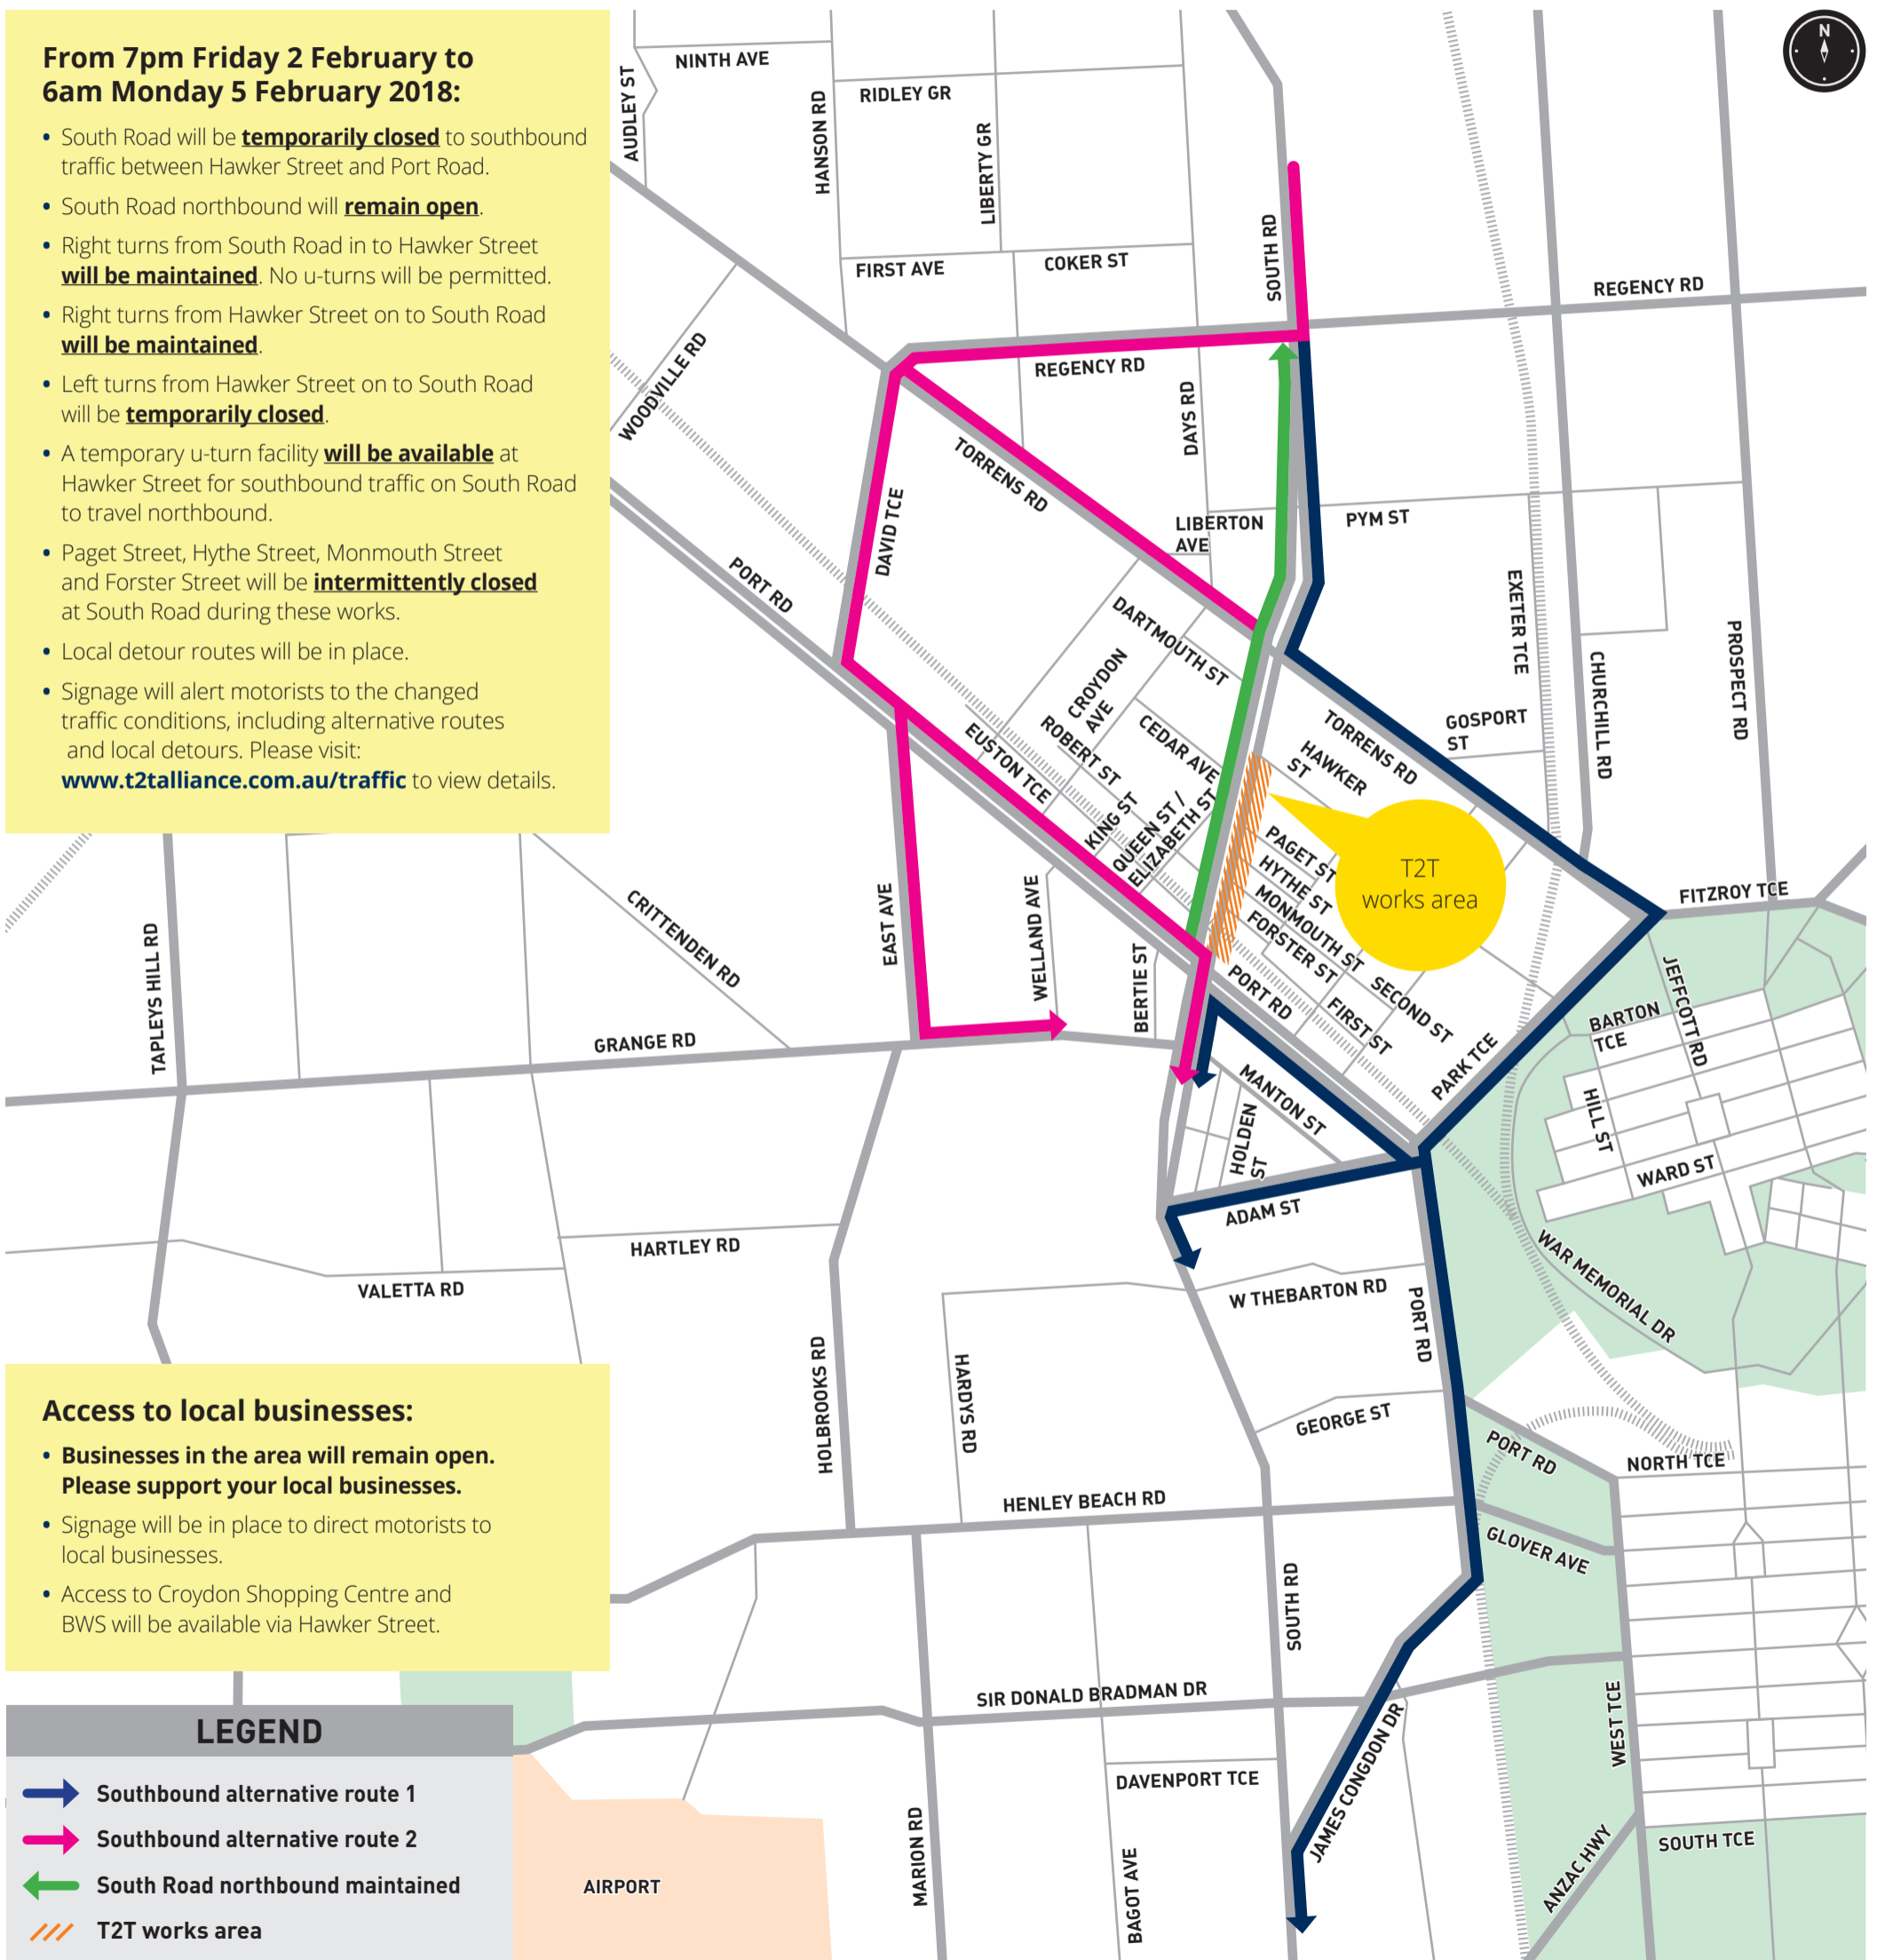 From 7pm Friday 2 February to
6am Monday 5 February 2018:
• South Road will be temporarily closed to southbound
traffic between Hawker Street and Port Road.
• South Road northbound will remain open.
• Right turns from South Road in to Hawker Street
will be maintained. No u-turns will be permitted.
• Right turns from Hawker Street on to South Road
will be maintained.
• Left turns from Hawker Street on to South Road
will be temporarily closed.
• A temporary u-turn facility will be available at
Hawker Street for southbound traffic on South Road
to travel northbound.
• Paget Street, Hythe Street, Monmouth Street
and Forster Street will be intermittently closed
at South Road during these works.
• Local detour routes will be in place.
• Signage will alert motorists to the changed
traffic conditions, including alternative routes
and local detours. Please visit:
www.t2talliance.com.au/traffic to view details.
N
NINTH AVE
AUDLEY ST
HANSON RD
RIDLEY GR
LIBERTY GR
FIRST AVE
COKER ST
SOUTH RD
REGENCY RD
WOODVILLE RD
REGENCY RD
DAYS RD
TORRENS RD
DAVID TCE
LIBERTON
AVE
PYM ST
PORT RD
EXETER TCE
CHURCHILL RD
PROSPECT RD
DARTMOUTH ST
CROYDON
AVE
ROBERT ST
CEDAR AVE
EUSTON TCE
KING ST
QUEEN ST /
ELIZABETH ST
TORRENS RD
GOSPORT
ST
HAWKER
ST
PAGET ST
HYTHE ST
MONMOUTH ST
FORSTER ST
T2T
works area
FITZROY TCE
SECOND ST
FIRST ST
PORT RD
PARK TCE
JEFFCOTT RD
BARTON
TCE
HILL ST
WARD ST
WAR MEMORIAL DR
TAPLEYS HILL RD
CRITTENDEN RD
EAST AVE
WELLAND AVE
BERTIE ST
GRANGE RD
MANTON ST
HOLDEN
ST
ADAM ST
HARTLEY RD
VALETTA RD
W THEBARTON RD
PORT RD
HOLBROOKS RD
HARDYS RD
GEORGE ST
PORT RD
NORTH TCE
HENLEY BEACH RD
GLOVER AVE
SOUTH RD
SIR DONALD BRADMAN DR
WEST TCE
DAVENPORT TCE
JAMES CONGDON DR
MARION RD
BAGOT AVE
ANZAC HWY
SOUTH TCE
AIRPORT
Access to local businesses:
• Businesses in the area will remain open.
Please support your local businesses.
• Signage will be in place to direct motorists to
local businesses.
• Access to Croydon Shopping Centre and
BWS will be available via Hawker Street.
LEGEND
Southbound alternative route 1
Southbound alternative route 2
South Road northbound maintained
T2T works area